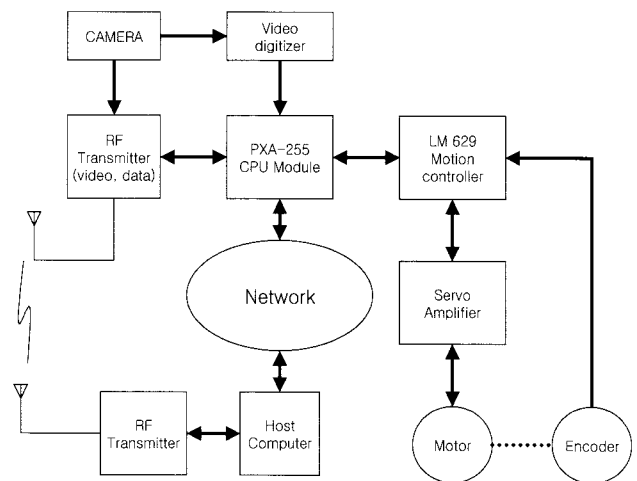 CAMERA
Video
digitizer
RF
Transmitter
(video, data)
PXA-255
CPU Module
LM 629
Motion
controller
Network
Servo
Amplifier
RF
Transmitter
Host
Computer
Motor
Encoder